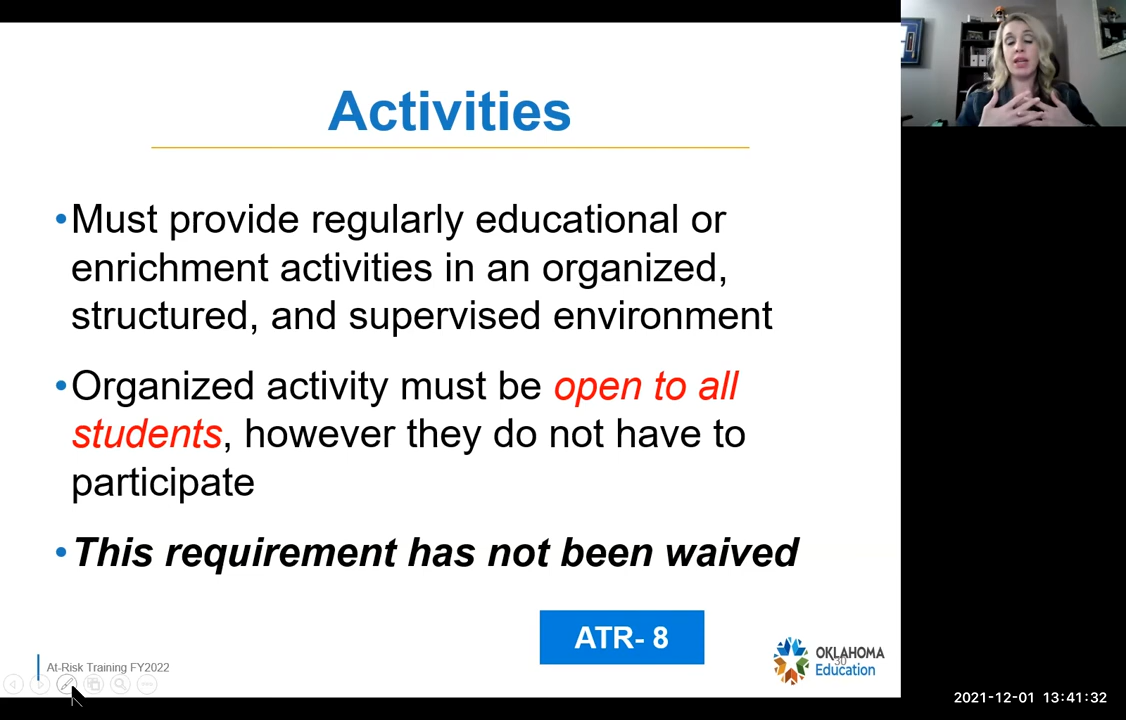 Activities
•Must provide regularly educational or
enrichment activities in an organized,
structured, and supervised environment
•Organized activity must be open to all
students, however they do not have to
participate
•This requirement has not been waived
ATR- 8
At-Risk Training FY2022
30
OKLAHOMA
Education
2021-12-01 13:41:32